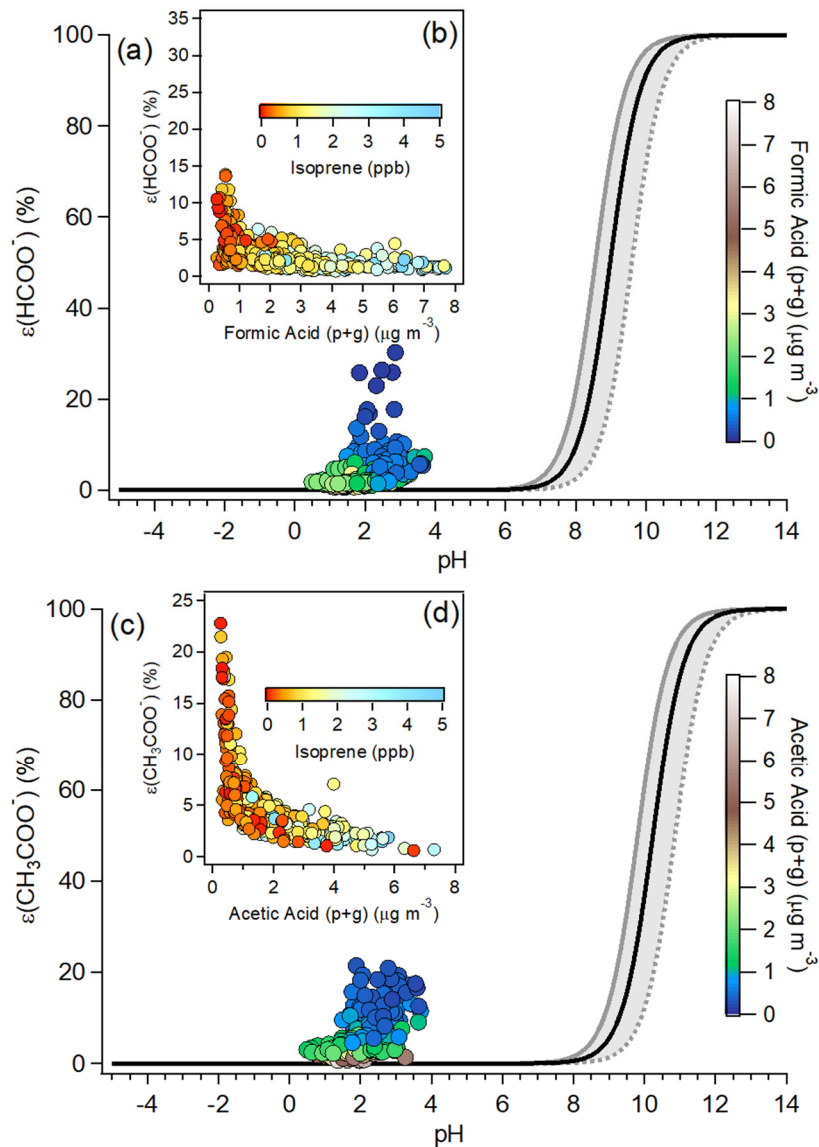 (a)
(b)
ε(HCOO⁻) (%)
100
80
60
40
20
0
-4 -2 0 2 4 6 8 10 12 14
pH
ε(HCOO⁻) (%)
35
30
25
20
15
10
5
0
0 1 2 3 4 5
Isoprene (ppb)
0 1 2 3 4 5 6 7 8
Formic Acid (p+g) (μg m⁻³)
8
7
6
5
4
3
2
1
0
Formic Acid (p+g) (μg m⁻³)
(c)
(d)
ε(CH₃COO⁻) (%)
100
80
60
40
20
0
-4 -2 0 2 4 6 8 10 12 14
pH
ε(CH₃COO⁻) (%)
25
20
15
10
5
0
0 1 2 3 4 5
Isoprene (ppb)
0 2 4 6 8
Acetic Acid (p+g) (μg m⁻³)
8
7
6
5
4
3
2
1
0
Acetic Acid (p+g) (μg m⁻³)